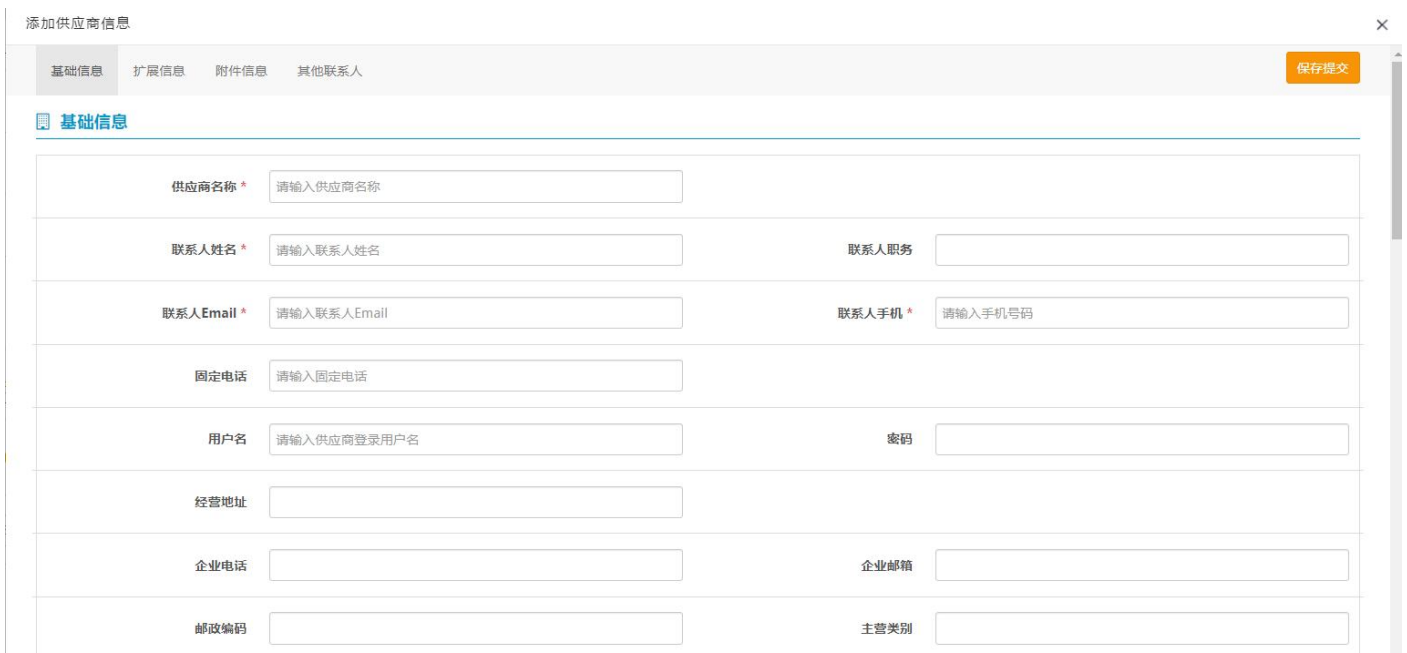 添加供应商信息 ×
基础信息 扩展信息 附件信息 其他联系人 保存提交
基础信息
供应商名称 * 请输入供应商名称
联系人姓名 * 请输入联系人姓名 联系人职务
联系人Email * 请输入联系人Email 联系人手机 * 请输入手机号码
固定电话 请输入固定电话
用户名 请输入供应商登录用户名 密码
经营地址
企业电话 企业邮箱
邮政编码 主营类别